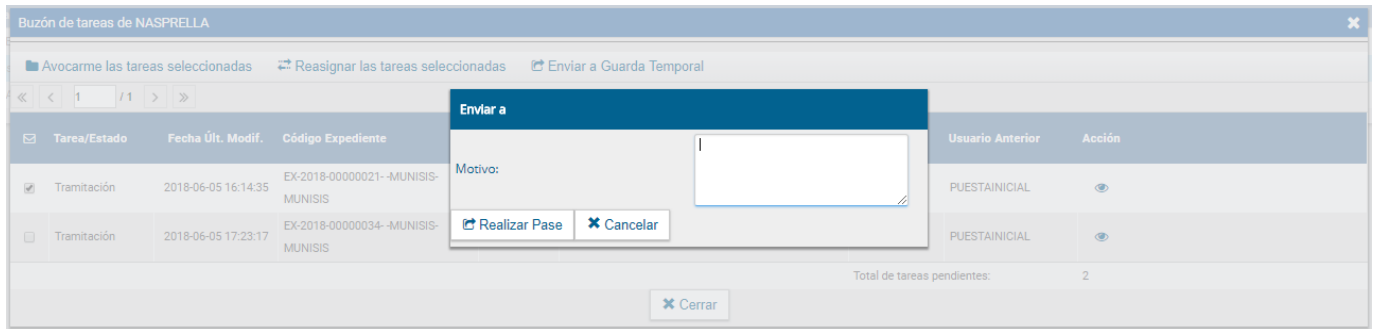 Buzón de tareas de NASPRELLA
Avocarme las tareas seleccionadas Reasignar las tareas seleccionadas Enviar a Guarda Temporal
1 / 1
Enviar a
Tarea/Estado Fecha Últ. Modif. Código Expediente Usuario Anterior Acción
Motivo:
Tramitación 2018-06-05 16:14:35 EX-2018-00000021- -MUNISIS-
MUNISIS
PUESTAINICIAL
Realizar Pase Cancelar
Tramitación 2018-06-05 17:23:17 EX-2018-00000034- -MUNISIS-
MUNISIS
PUESTAINICIAL
Total de tareas pendientes: 2
Cerrar